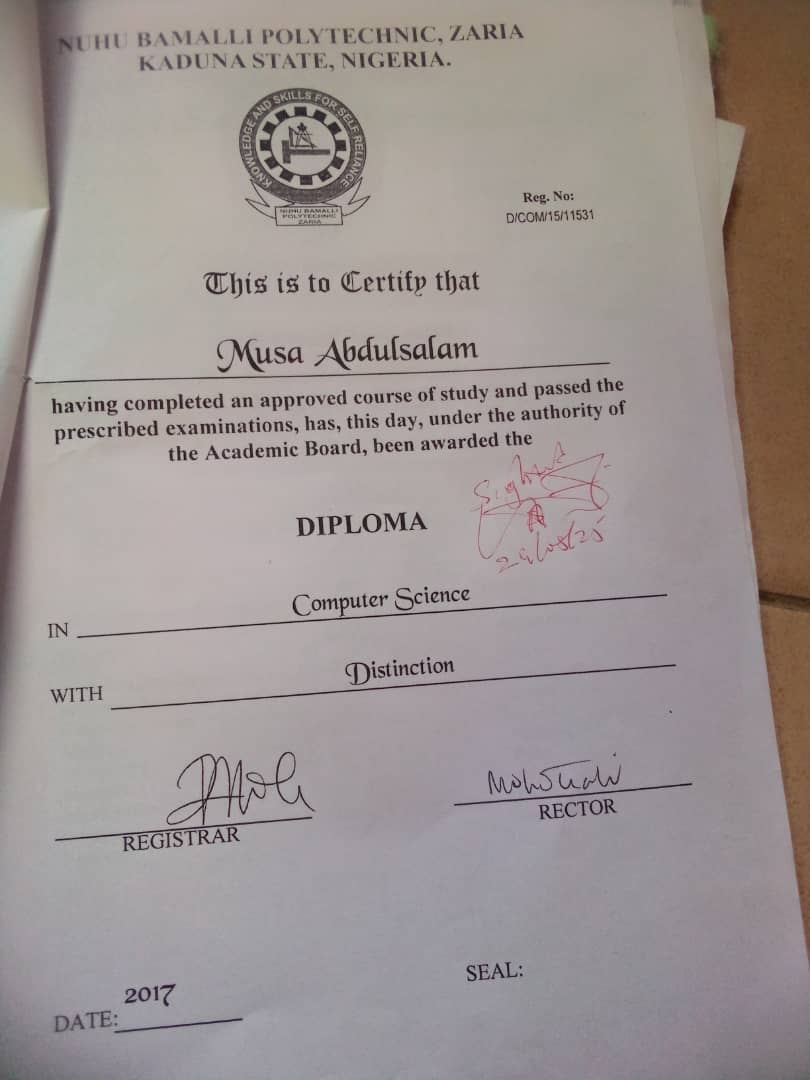 NUHU BAMALLI POLYTECHNIC, ZARIA
KADUNA STATE, NIGERIA.
KNOWLEDGE AND SKILLS FOR SELF RELIANCE
NUHU BAMALLI
POLYTECHNIC
ZARIA
Reg. No:
D/COM/15/11531
This is to Certify that
Musa Abdulsalam
having completed an approved course of study and passed the
prescribed examinations, has, this day, under the authority of
the Academic Board, been awarded the
DIPLOMA
IN Computer Science
WITH Distinction
REGISTRAR
RECTOR
SEAL:
DATE: 2017